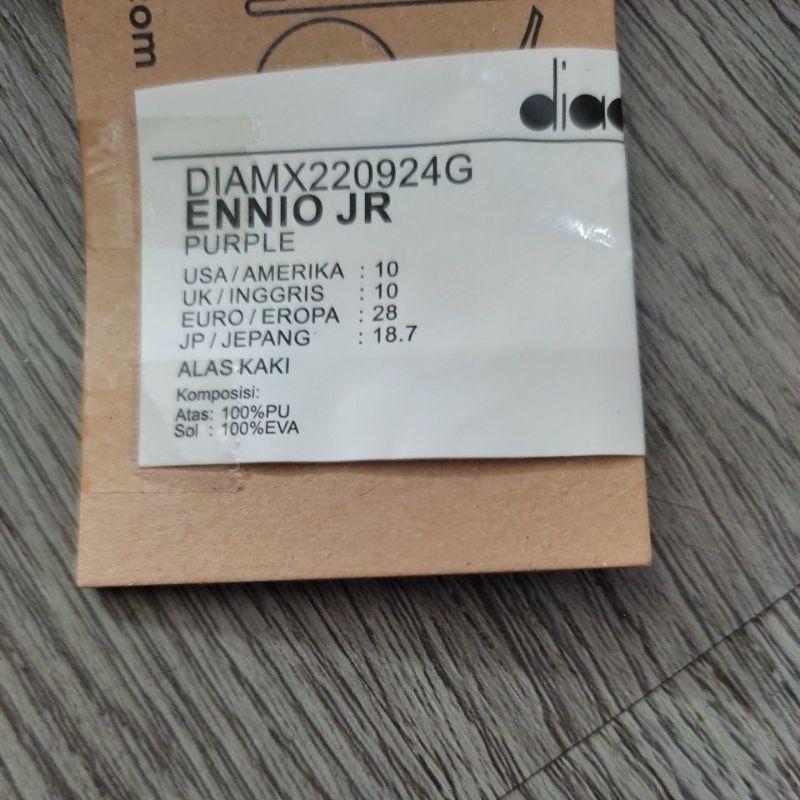 .com
diad
DIAMX220924G
ENNIO JR
PURPLE
USA / AMERIKA : 10
UK / INGGRIS : 10
EURO / EROPA : 28
JP / JEPANG : 18.7
ALAS KAKI
Komposisi:
Atas: 100%PU
Sol : 100%EVA